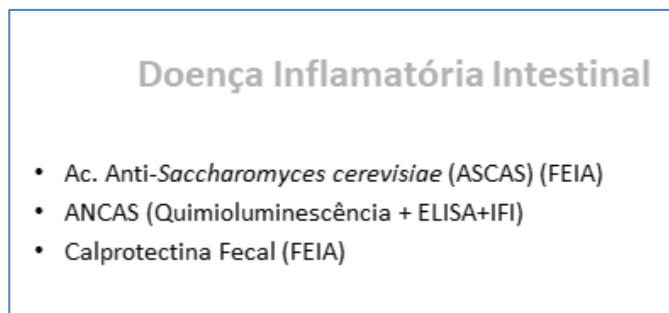 Doença Inflamatória Intestinal
• Ac. Anti-Saccharomyces cerevisiae (ASCAS) (FEIA)
• ANCAS (Quimioluminescência + ELISA+IFI)
• Calprotectina Fecal (FEIA)